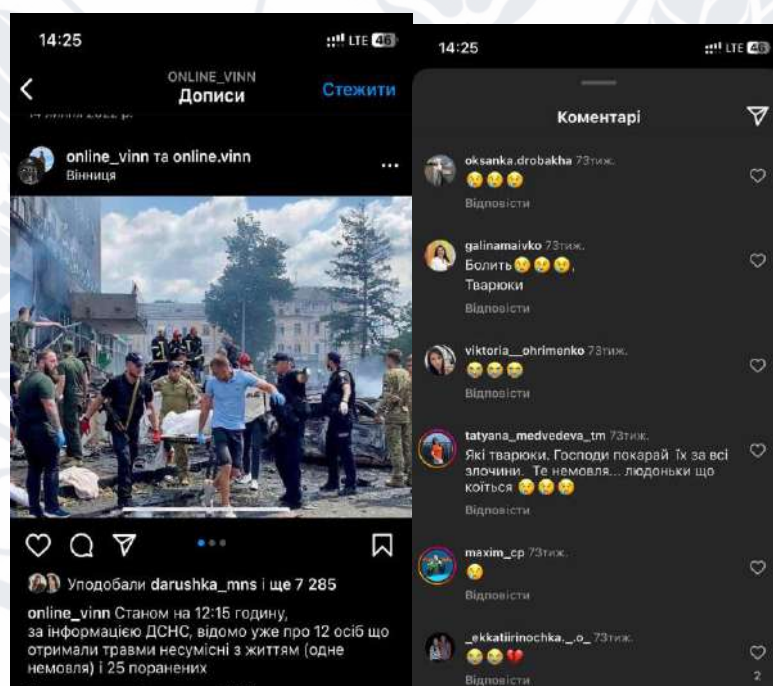 14:25
LTE 46
ONLINE_VINN
Дописи
Стежити
14 липня 2022 р.
online_vinn та online.vinn
Вінниця
Уподобали darushka_mns і ще 7 285
online_vinn Станом на 12:15 годину,
за інформацією ДСНС, відомо уже про 12 осіб що
отримали травми несумісні з життям (одне
немовля) і 25 поранених
14:25
LTE 46
Коментарі
oksanka.drobakha 73тиж.
😢😢😢
Відповісти
galinamaivko 73тиж.
Болить😢😢😢,
Тварюки
Відповісти
viktoria__ohrimenko 73тиж.
😭😭😭
Відповісти
tatyana_medvedeva_tm 73тиж.
Які тварюки. Господи покарай їх за всі
злочини. Те немовля... людоньки що
коїться 😢😢😢
Відповісти
maxim_cp 73тиж.
😢
Відповісти
_ekkatiirinochka._.o_ 73тиж.
😭😭💔
Відповісти
2